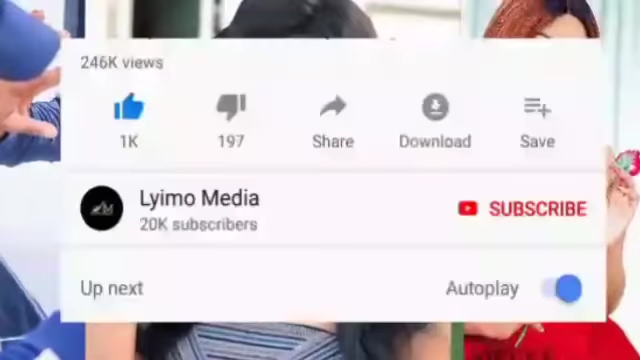 246K views
1K 197 Share Download Save
Lyimo Media
20K subscribers
SUBSCRIBE
Up next Autoplay